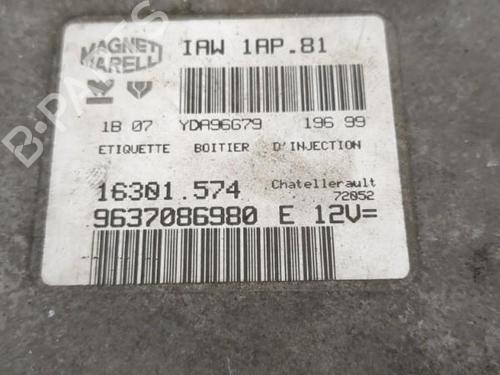 MAGNETI
MARELLI
IAW 1AP.81
1B 07 YDA96679 196 99
ETIQUETTE BOITIER D'INJECTION
16301.574 Chatellerault
72052
9637086980 E 12V=
B-PARTS